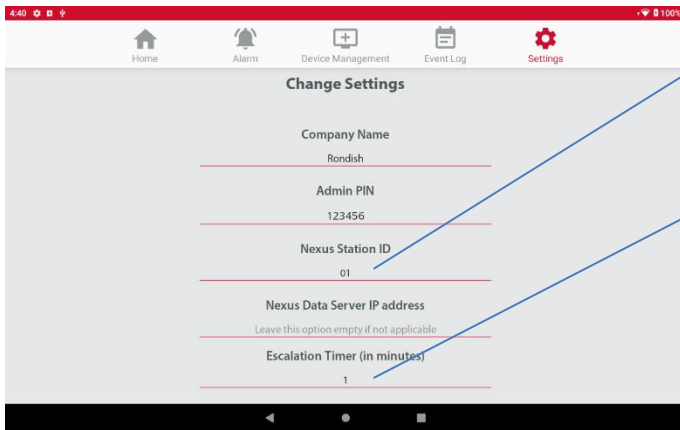 4:40 100%
Home Alarm Device Management Event Log Settings
Change Settings
Company Name
Rondish
Admin PIN
123456
Nexus Station ID
01
Nexus Data Server IP address
Leave this option empty if not applicable
Escalation Timer (in minutes)
1